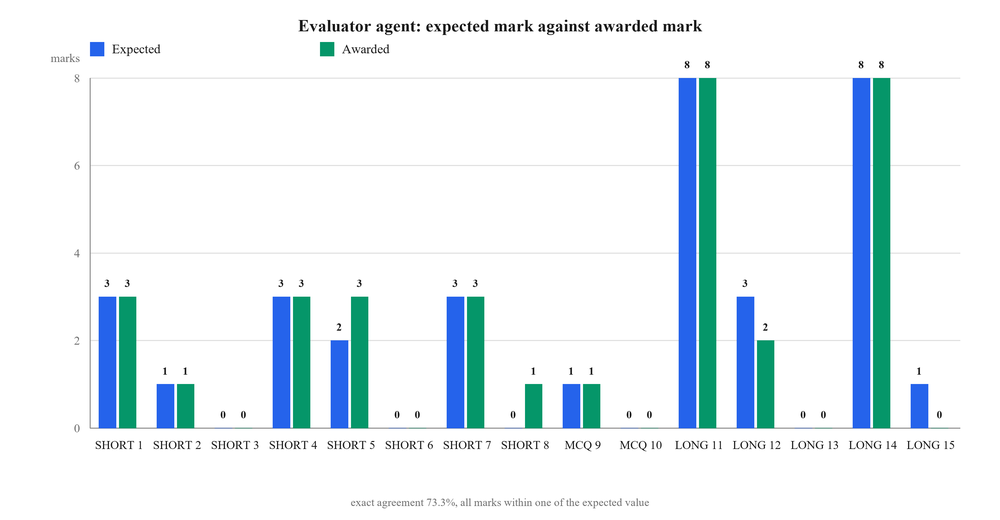 Evaluator agent: expected mark against awarded mark
Expected Awarded
marks
8 8 8 8
8
6
4
3 3 3 3 3 3 3 3
2 2
2
1 1 1 1 1 1
0 0 0 0 0 0 0 0 0 0
0
SHORT 1 SHORT 2 SHORT 3 SHORT 4 SHORT 5 SHORT 6 SHORT 7 SHORT 8 MCQ 9 MCQ 10 LONG 11 LONG 12 LONG 13 LONG 14 LONG 15
exact agreement 73.3%, all marks within one of the expected value